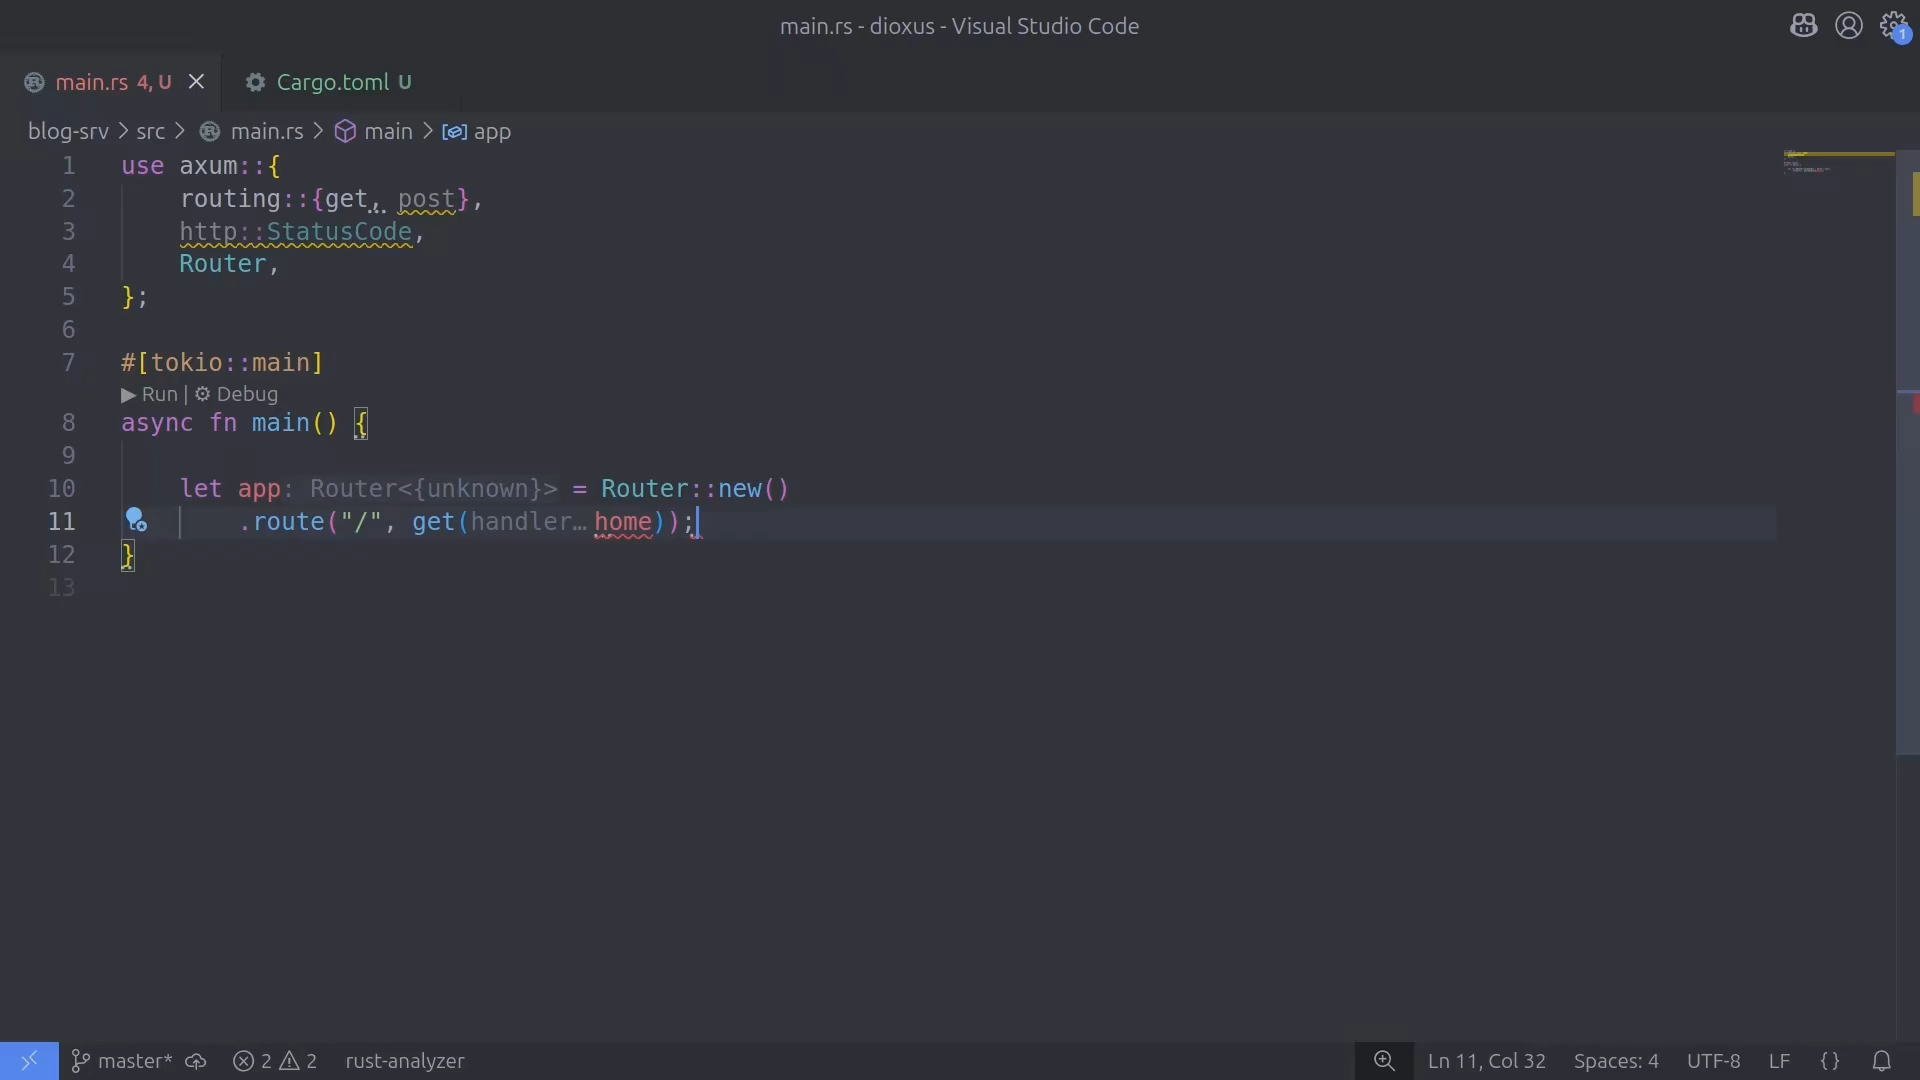 main.rs - dioxus - Visual Studio Code
1
main.rs 4, U
Cargo.toml U
blog-srv > src > main.rs > main > app
1 use axum::{
2 routing::{get, post},
3 http::StatusCode,
4 Router,
5 };
6
7 #[tokio::main]
▶ Run | ⚙ Debug
8 async fn main() {
9
10 let app: Router<{unknown}> = Router::new()
11 .route("/", get(handler… home));
12 }
13
master* 2 2 rust-analyzer Ln 11, Col 32 Spaces: 4 UTF-8 LF { }